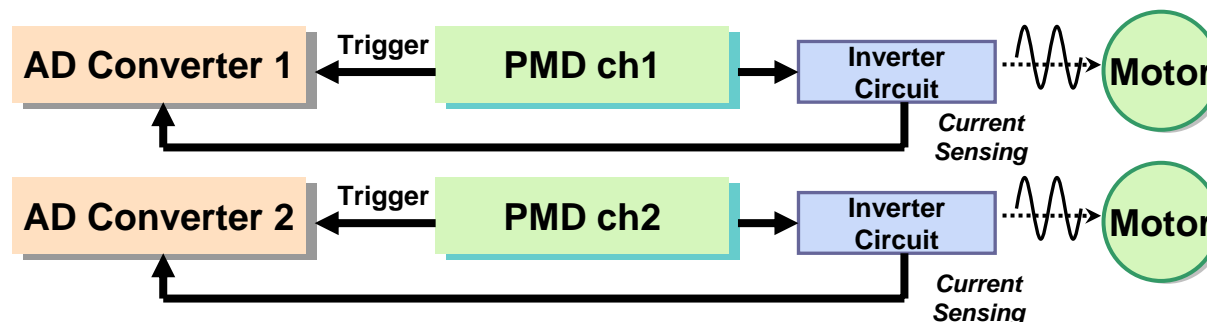 AD Converter 1
Trigger
PMD ch1
Inverter
Circuit
Motor
Current
Sensing
AD Converter 2
Trigger
PMD ch2
Inverter
Circuit
Motor
Current
Sensing